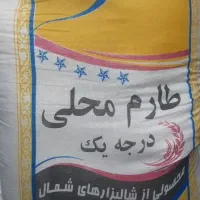 طارم محلی
درجه یک
محصولی از شالیزارهای شمال